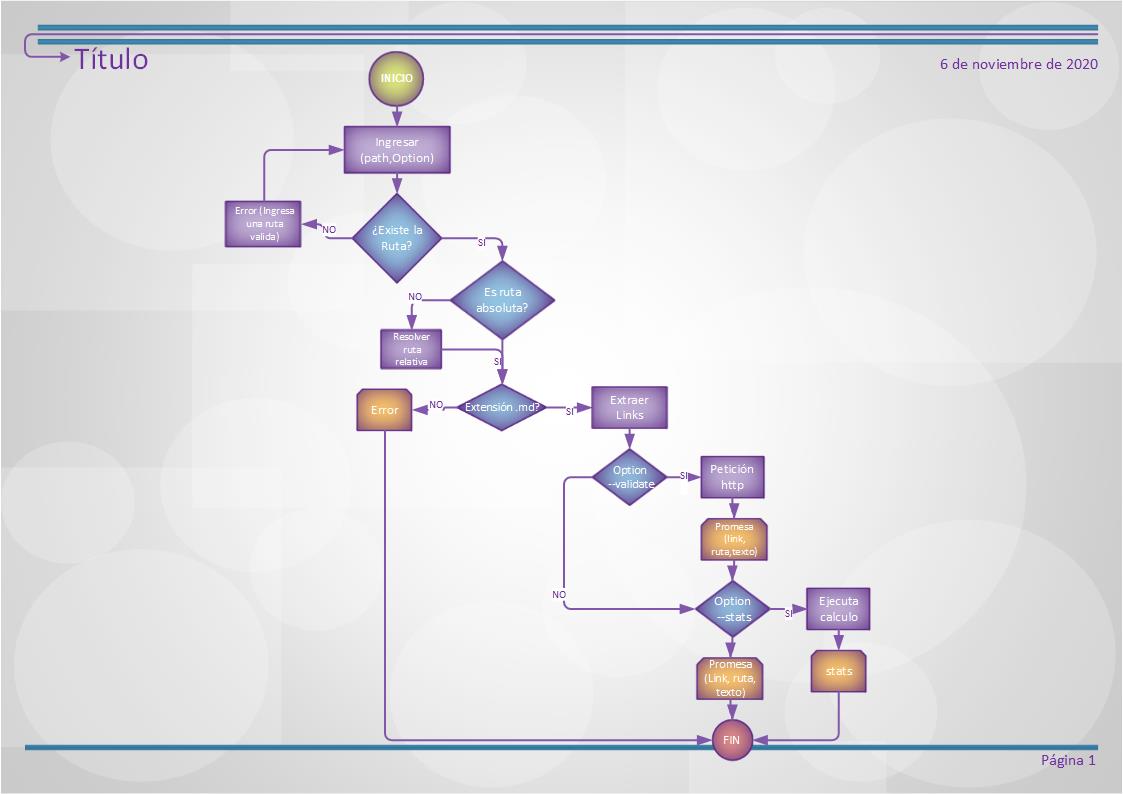 Título
6 de noviembre de 2020
INICIO
Ingresar
(path,Option)
Error (Ingresa
una ruta
valida)
NO
¿Existe la
Ruta?
SI
Es ruta
absoluta?
NO
Resolver
ruta
relativa
SI
Error
NO
Extensión .md?
SI
Extraer
Links
Option
--validate
SI
Petición
http
Promesa
(link,
ruta,texto)
NO
Option
--stats
SI
Ejecuta
calculo
Promesa
(Link, ruta,
texto)
stats
FIN
Página 1